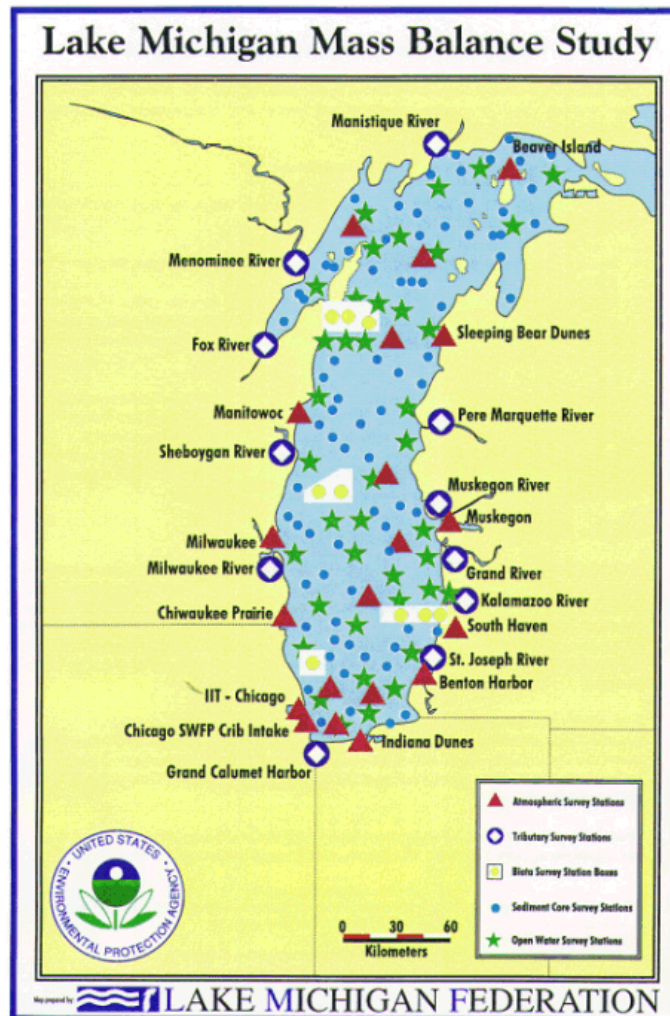 Lake Michigan Mass Balance Study
Manistique River
Beaver Island
Menominee River
Fox River
Sleeping Bear Dunes
Manitowoc
Pere Marquette River
Sheboygan River
Muskegon River
Muskegon
Milwaukee
Milwaukee River
Grand River
Kalamazoo River
Chiwaukee Prairie
South Haven
St. Joseph River
Benton Harbor
IIT - Chicago
Chicago SWFP Crib Intake
Indiana Dunes
Grand Calumet Harbor
Atmospheric Survey Stations
Tributary Survey Stations
Biota Survey Station Boxes
Sediment Core Survey Stations
Open Water Survey Stations
UNITED STATES
ENVIRONMENTAL PROTECTION AGENCY
0 30 60
Kilometers
Map prepared by
LAKE MICHIGAN FEDERATION